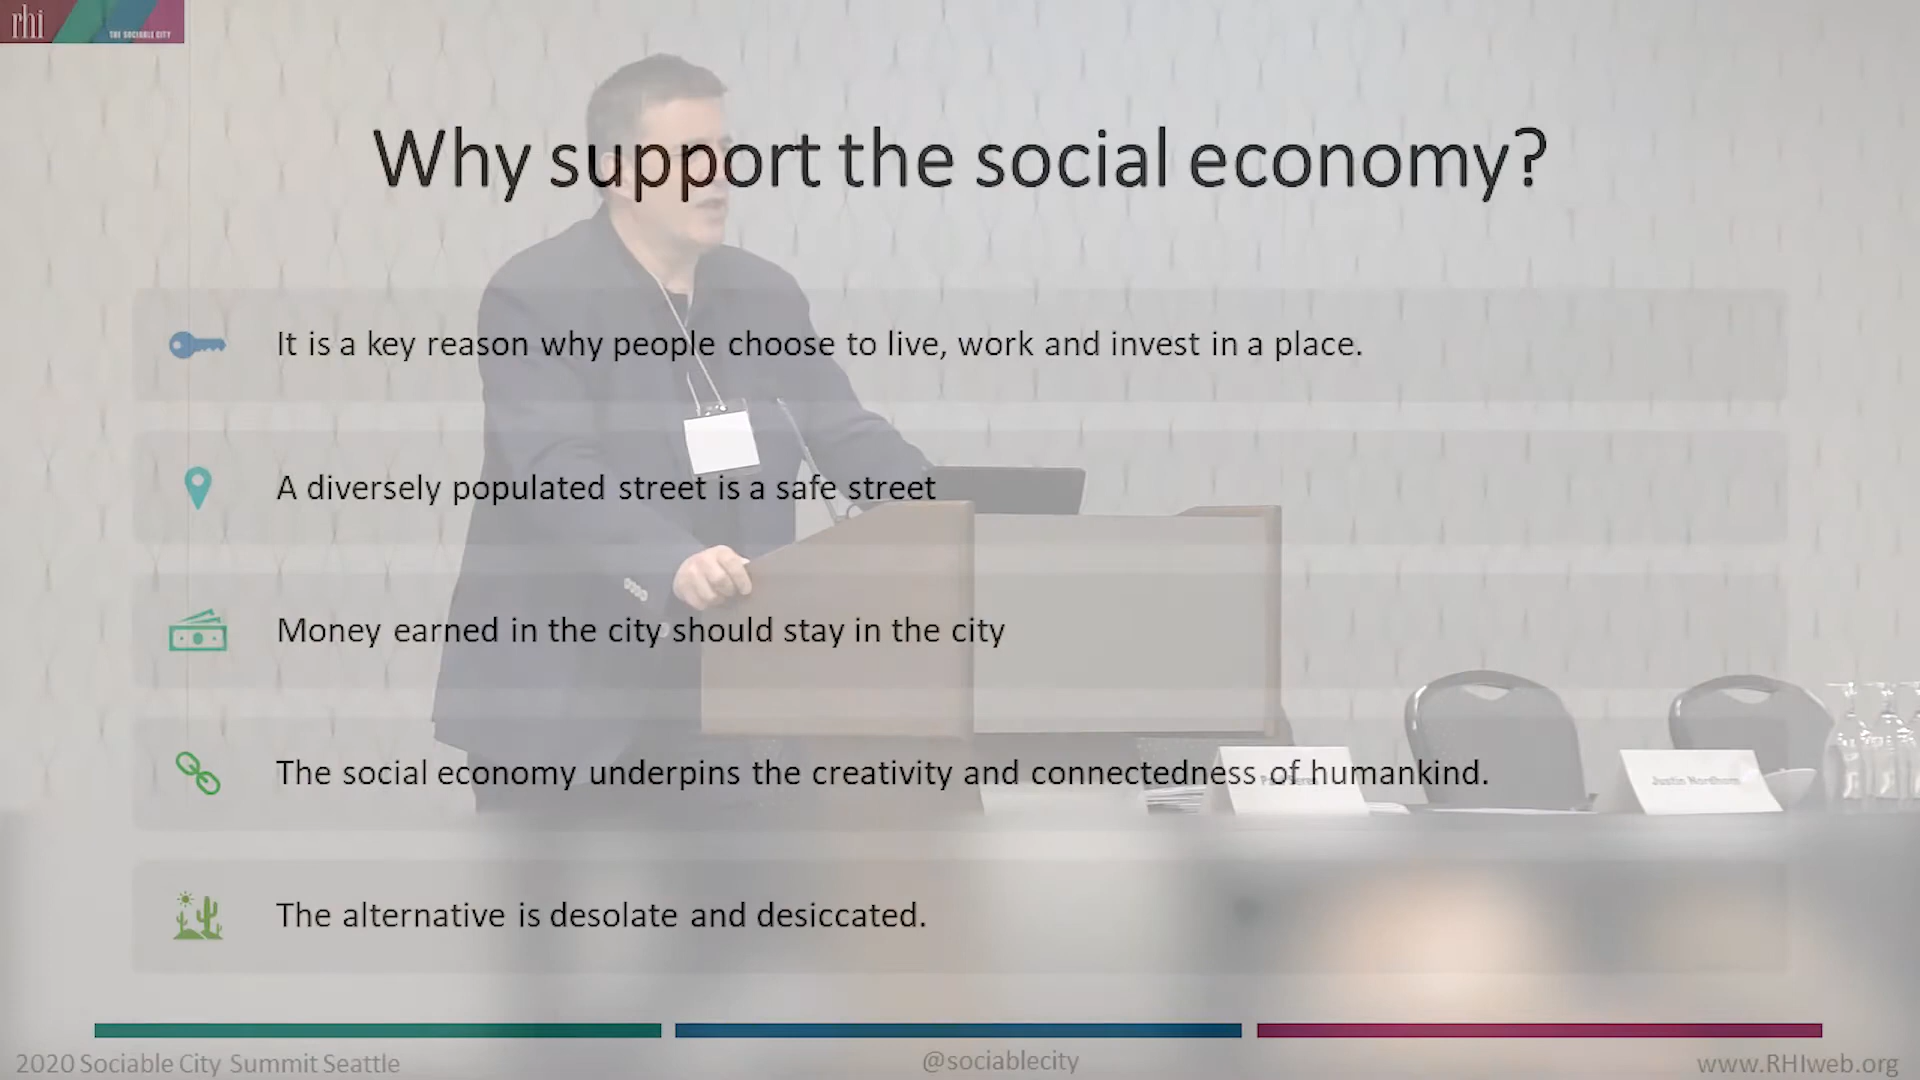 rhi
THE SOCIABLE CITY
Why support the social economy?
It is a key reason why people choose to live, work and invest in a place.
A diversely populated street is a safe street
Money earned in the city should stay in the city
The social economy underpins the creativity and connectedness of humankind.
Justin Nordhorn
The alternative is desolate and desiccated.
2020 Sociable City Summit Seattle
@sociablecity
www.RHIweb.org